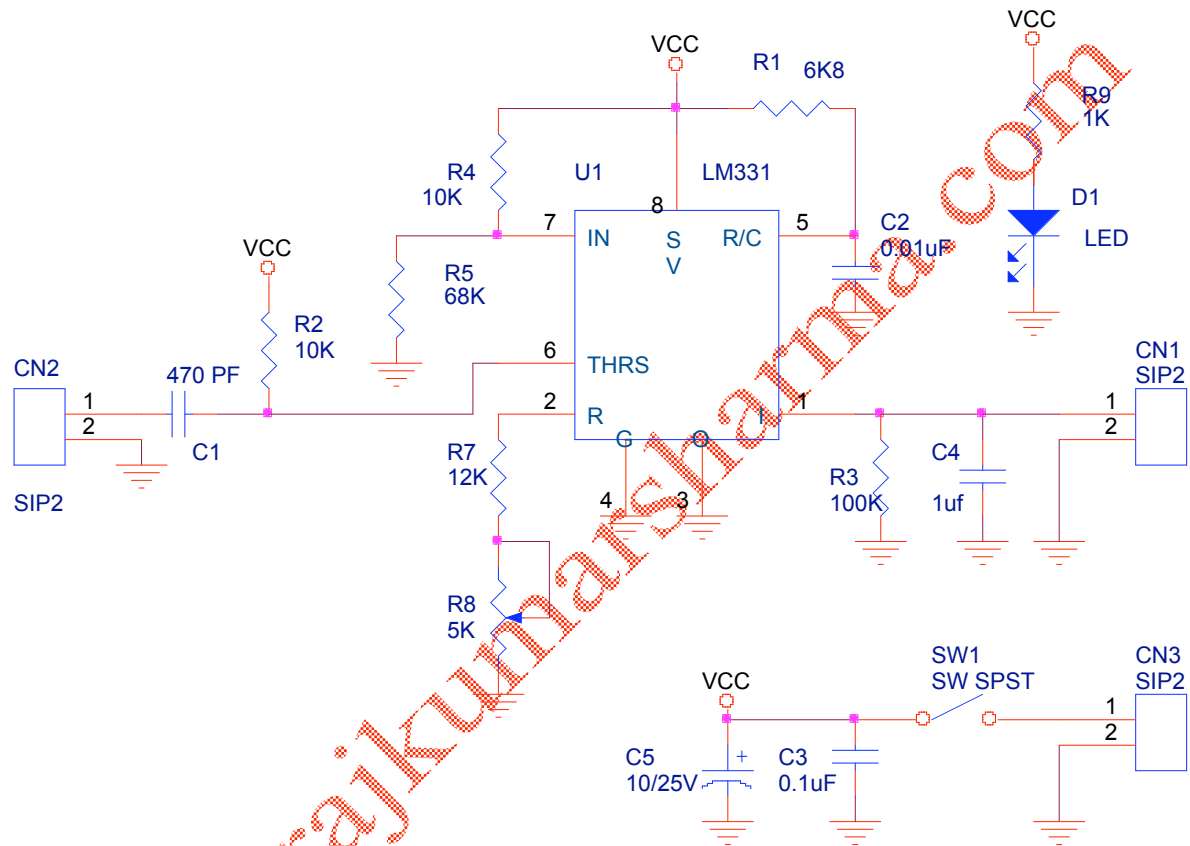 VCC
VCC
R1
6K8
R9
1K
R4
10K
U1
LM331
8
D1
LED
7
IN
S
V
R/C
5
C2
0.01uF
VCC
R5
68K
R2
10K
6
THRS
CN2
470 PF
CN1
SIP2
1
2
C1
2
R
I
1
1
2
G
O
R7
12K
R3
100K
C4
1uf
SIP2
4
3
R8
5K
SW1
SW SPST
CN3
SIP2
VCC
1
2
C5
10/25V
+
C3
0.1uF
rajkumarsharma.com